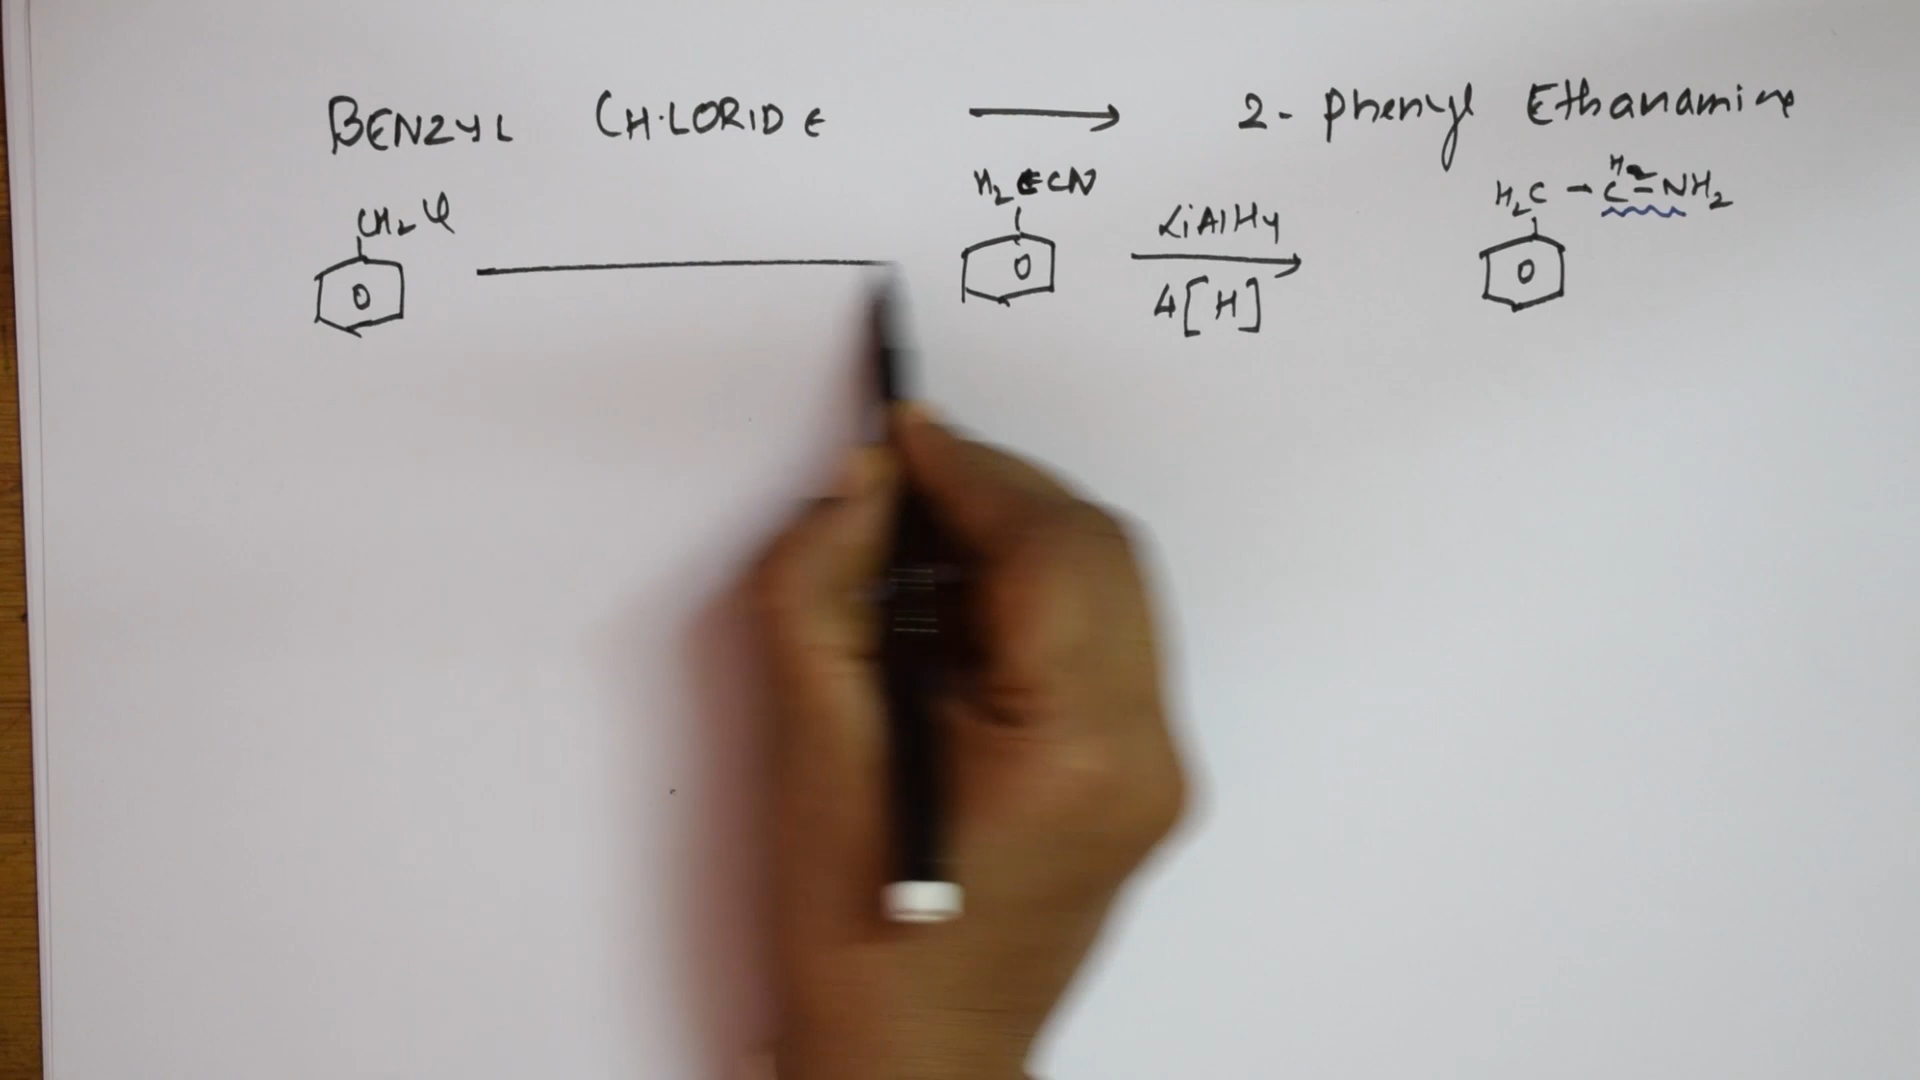 BENZYL CHLORIDE → 2- Phenyl Ethanamine
CH2Cl
H2CCN
LiAlH4
4[H]
H2C - CH2 - NH2